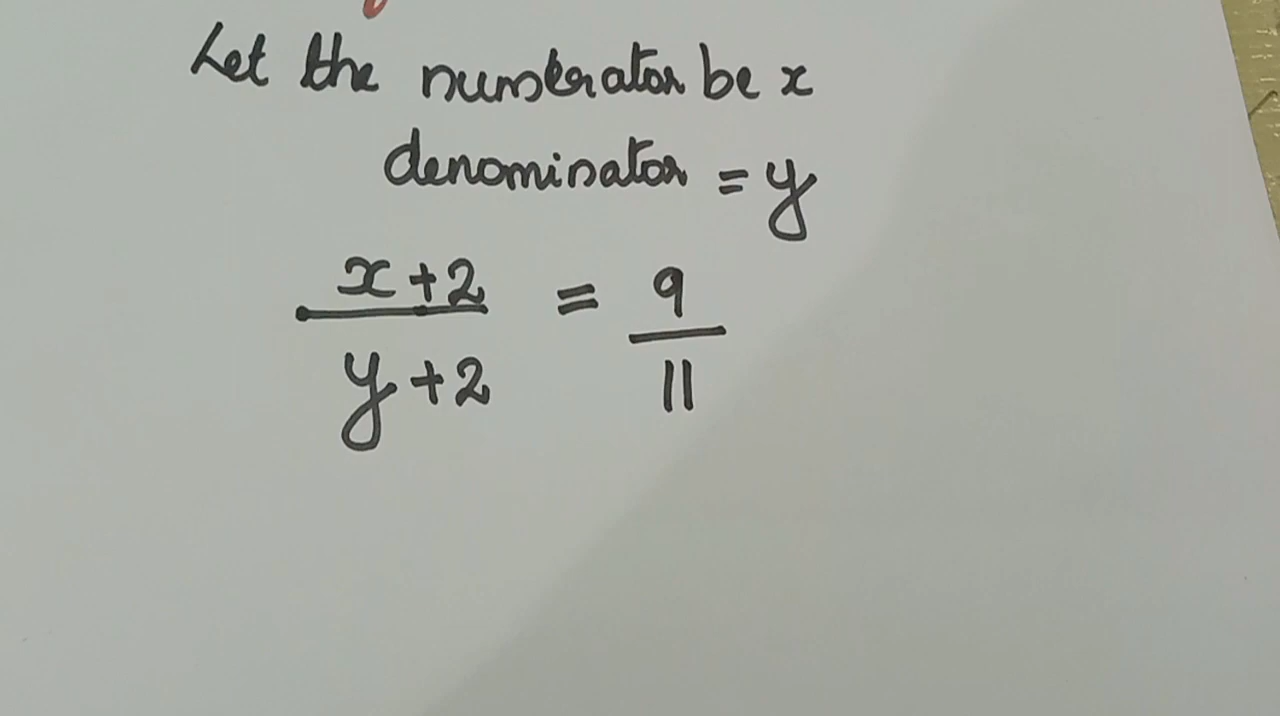 Let the numerator be x
denominator = y
x+2 / y+2 = 9 / 11